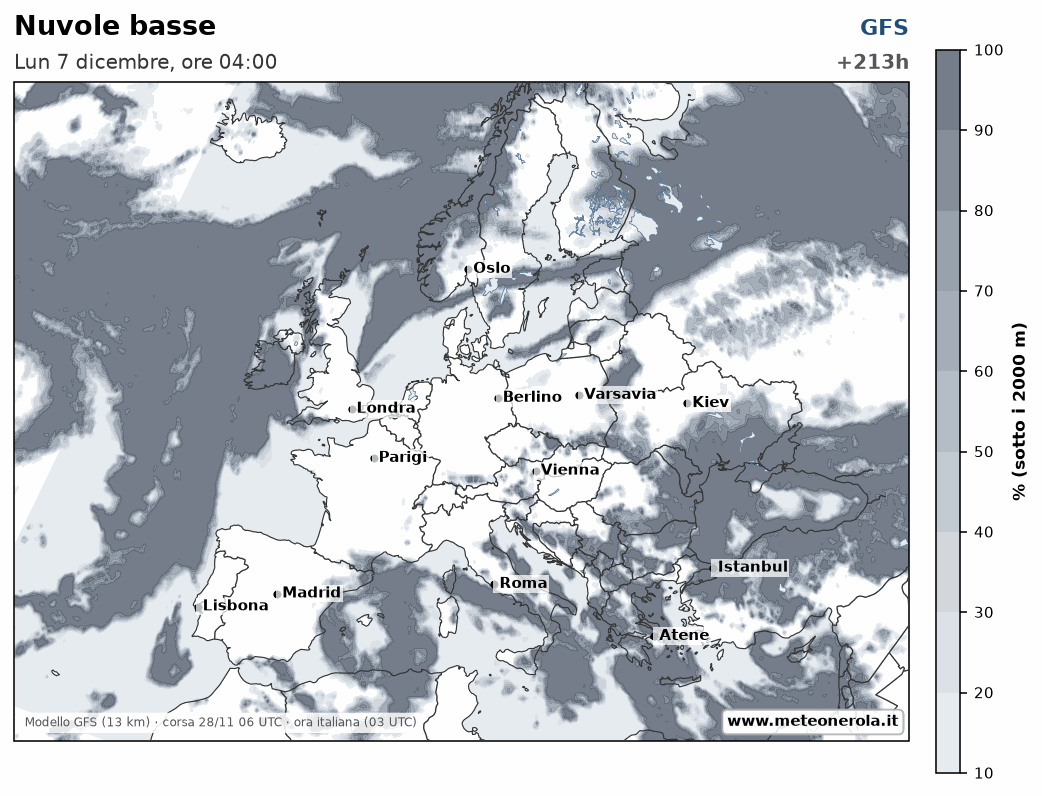 Nuvole basse
GFS
Lun 7 dicembre, ore 04:00
+213h
Oslo
Londra
Berlino
Varsavia
Kiev
Parigi
Vienna
Istanbul
Roma
Madrid
Lisbona
Atene
Modello GFS (13 km) · corsa 28/11 06 UTC · ora italiana (03 UTC)
www.meteonerola.it
100
90
80
70
60
50
40
30
20
10
% (sotto i 2000 m)